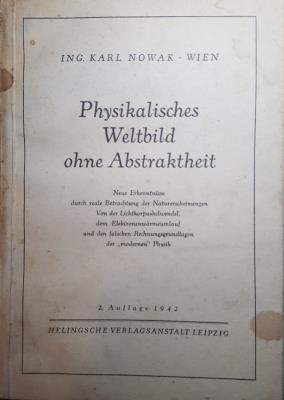 ING. KARL NOWAK · WIEN
Physikalisches
Weltbild
ohne Abstraktheit
Neue Erkenntnisse
durch reale Betrachtung der Naturerscheinungen
Von der Lichtkorpuskelwendel,
dem Elektronenwärmeumlauf
und den falschen Rechnungsgrundlagen
der „modernen" Physik
2. Auflage 1942
HELINGSCHE VERLAGSANSTALT LEIPZIG